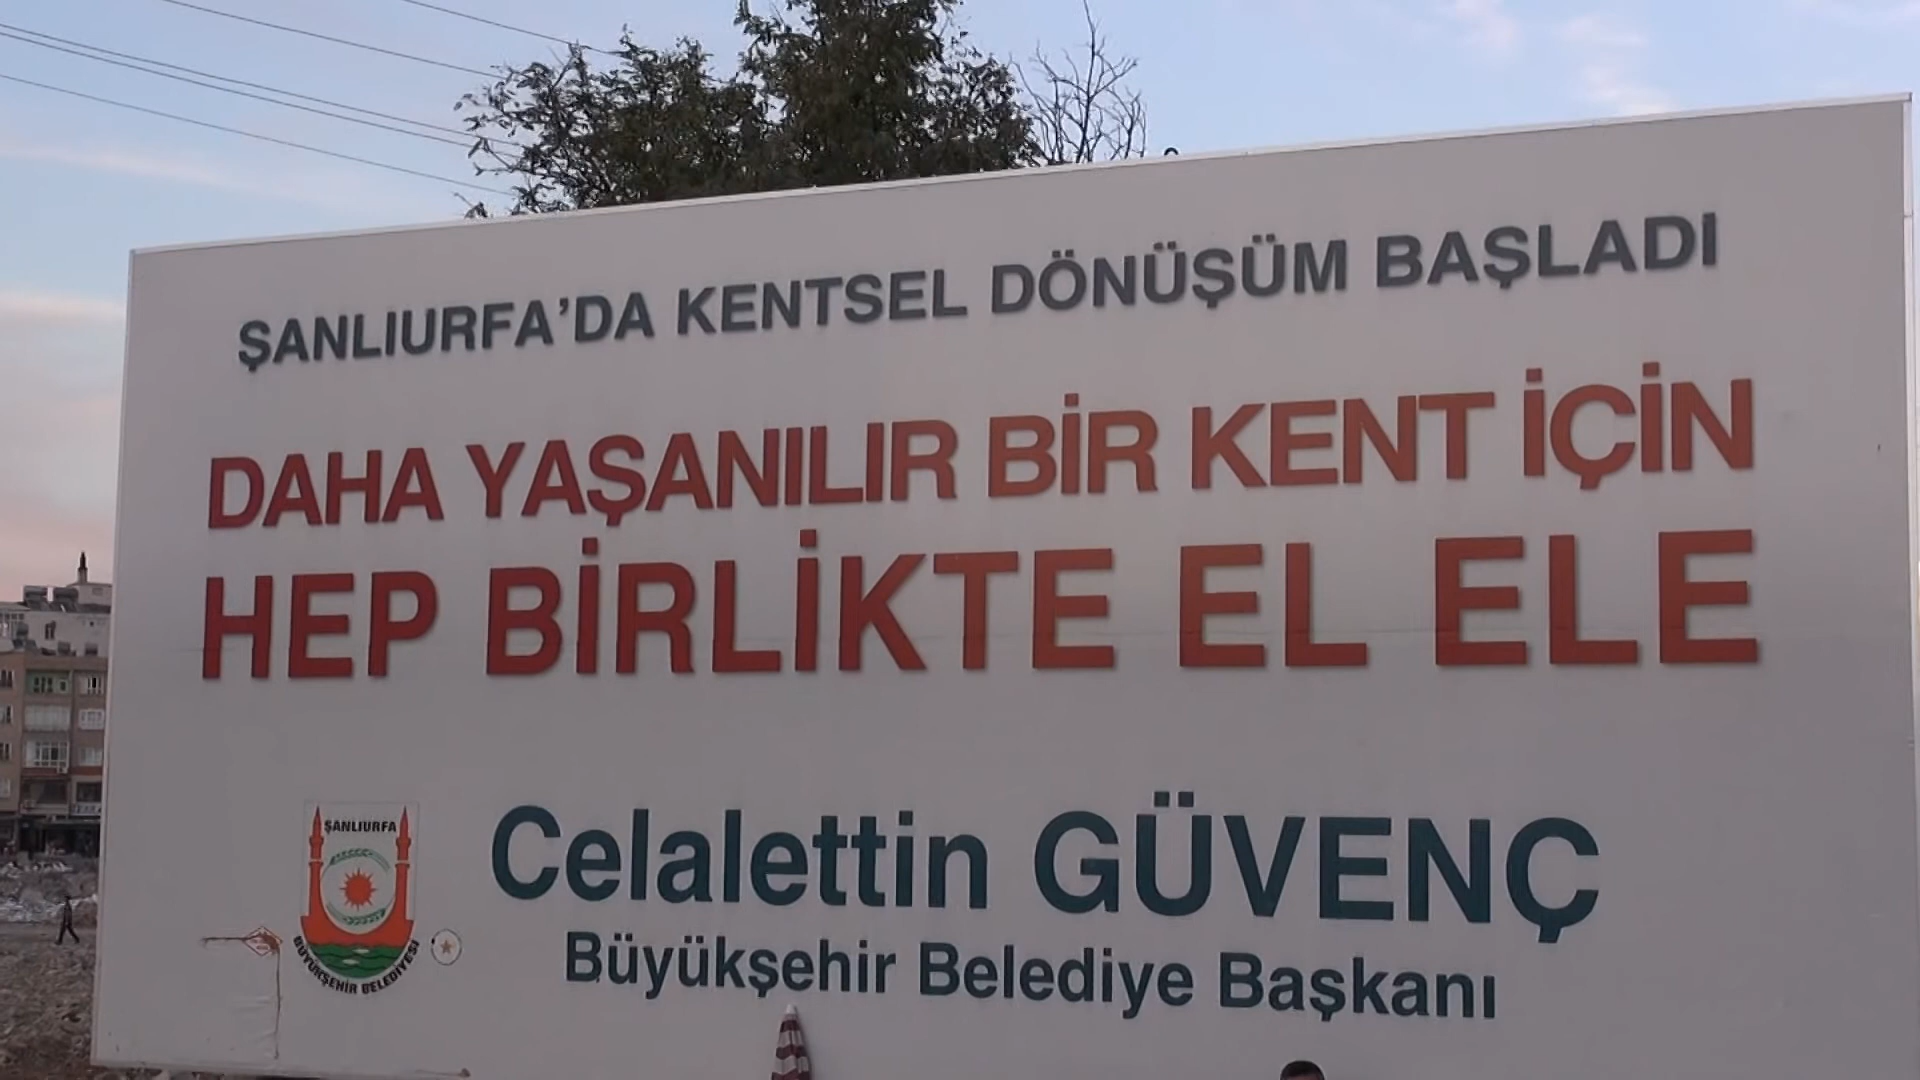 ŞANLIURFA'DA KENTSEL DÖNÜŞÜM BAŞLADI
DAHA YAŞANILIR BİR KENT İÇİN
HEP BİRLİKTE EL ELE
ŞANLIURFA
BÜYÜKŞEHİR BELEDİYESİ
Celalettin GÜVENÇ
Büyükşehir Belediye Başkanı